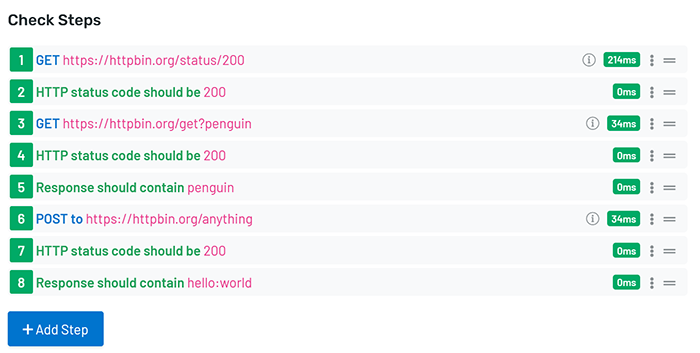 Check Steps
1 GET https://httpbin.org/status/200 214ms
2 HTTP status code should be 200 0ms
3 GET https://httpbin.org/get?penguin 34ms
4 HTTP status code should be 200 0ms
5 Response should contain penguin 0ms
6 POST to https://httpbin.org/anything 34ms
7 HTTP status code should be 200 0ms
8 Response should contain hello:world 0ms
+ Add Step